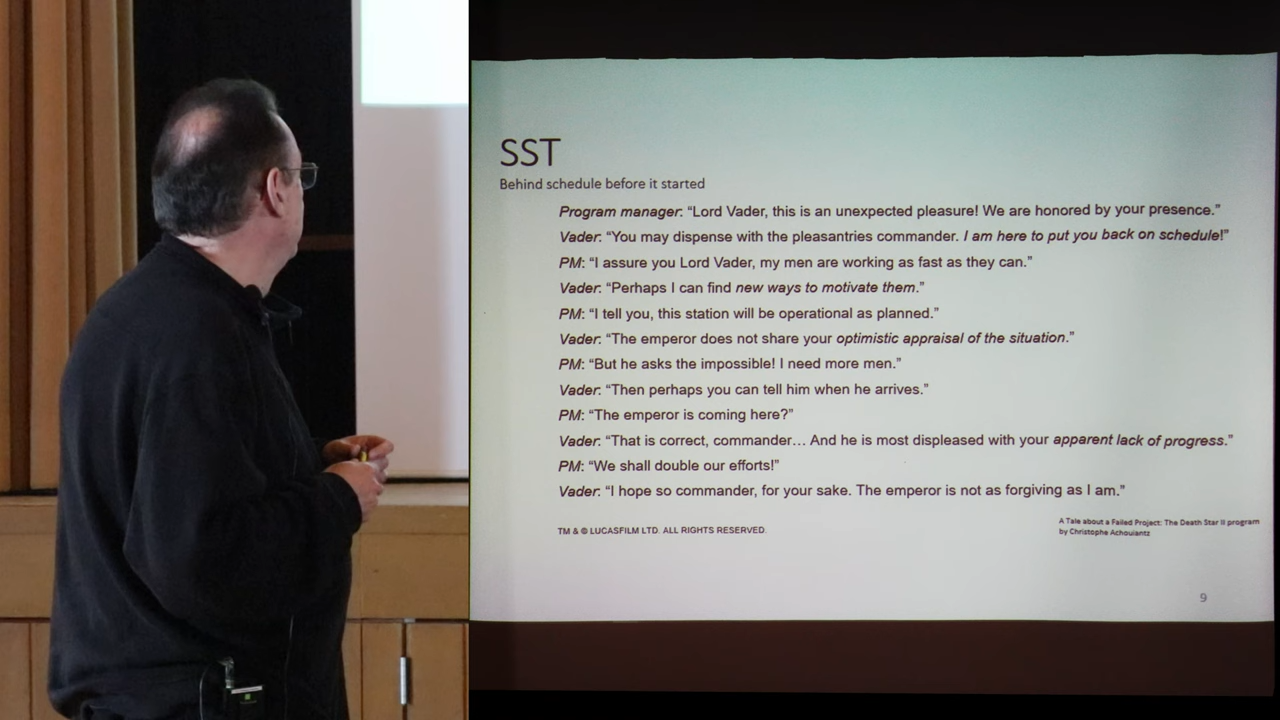 SST
Behind schedule before it started
Program manager: “Lord Vader, this is an unexpected pleasure! We are honored by your presence.”
Vader: “You may dispense with the pleasantries commander. I am here to put you back on schedule!”
PM: “I assure you Lord Vader, my men are working as fast as they can.”
Vader: “Perhaps I can find new ways to motivate them.”
PM: “I tell you, this station will be operational as planned.”
Vader: “The emperor does not share your optimistic appraisal of the situation.”
PM: “But he asks the impossible! I need more men.”
Vader: “Then perhaps you can tell him when he arrives.”
PM: “The emperor is coming here?”
Vader: “That is correct, commander… And he is most displeased with your apparent lack of progress.”
PM: “We shall double our efforts!”
Vader: “I hope so commander, for your sake. The emperor is not as forgiving as I am.”
TM & © LUCASFILM LTD. ALL RIGHTS RESERVED.
A Tale about a Failed Project: The Death Star II program
by Christophe Achouiantz
9